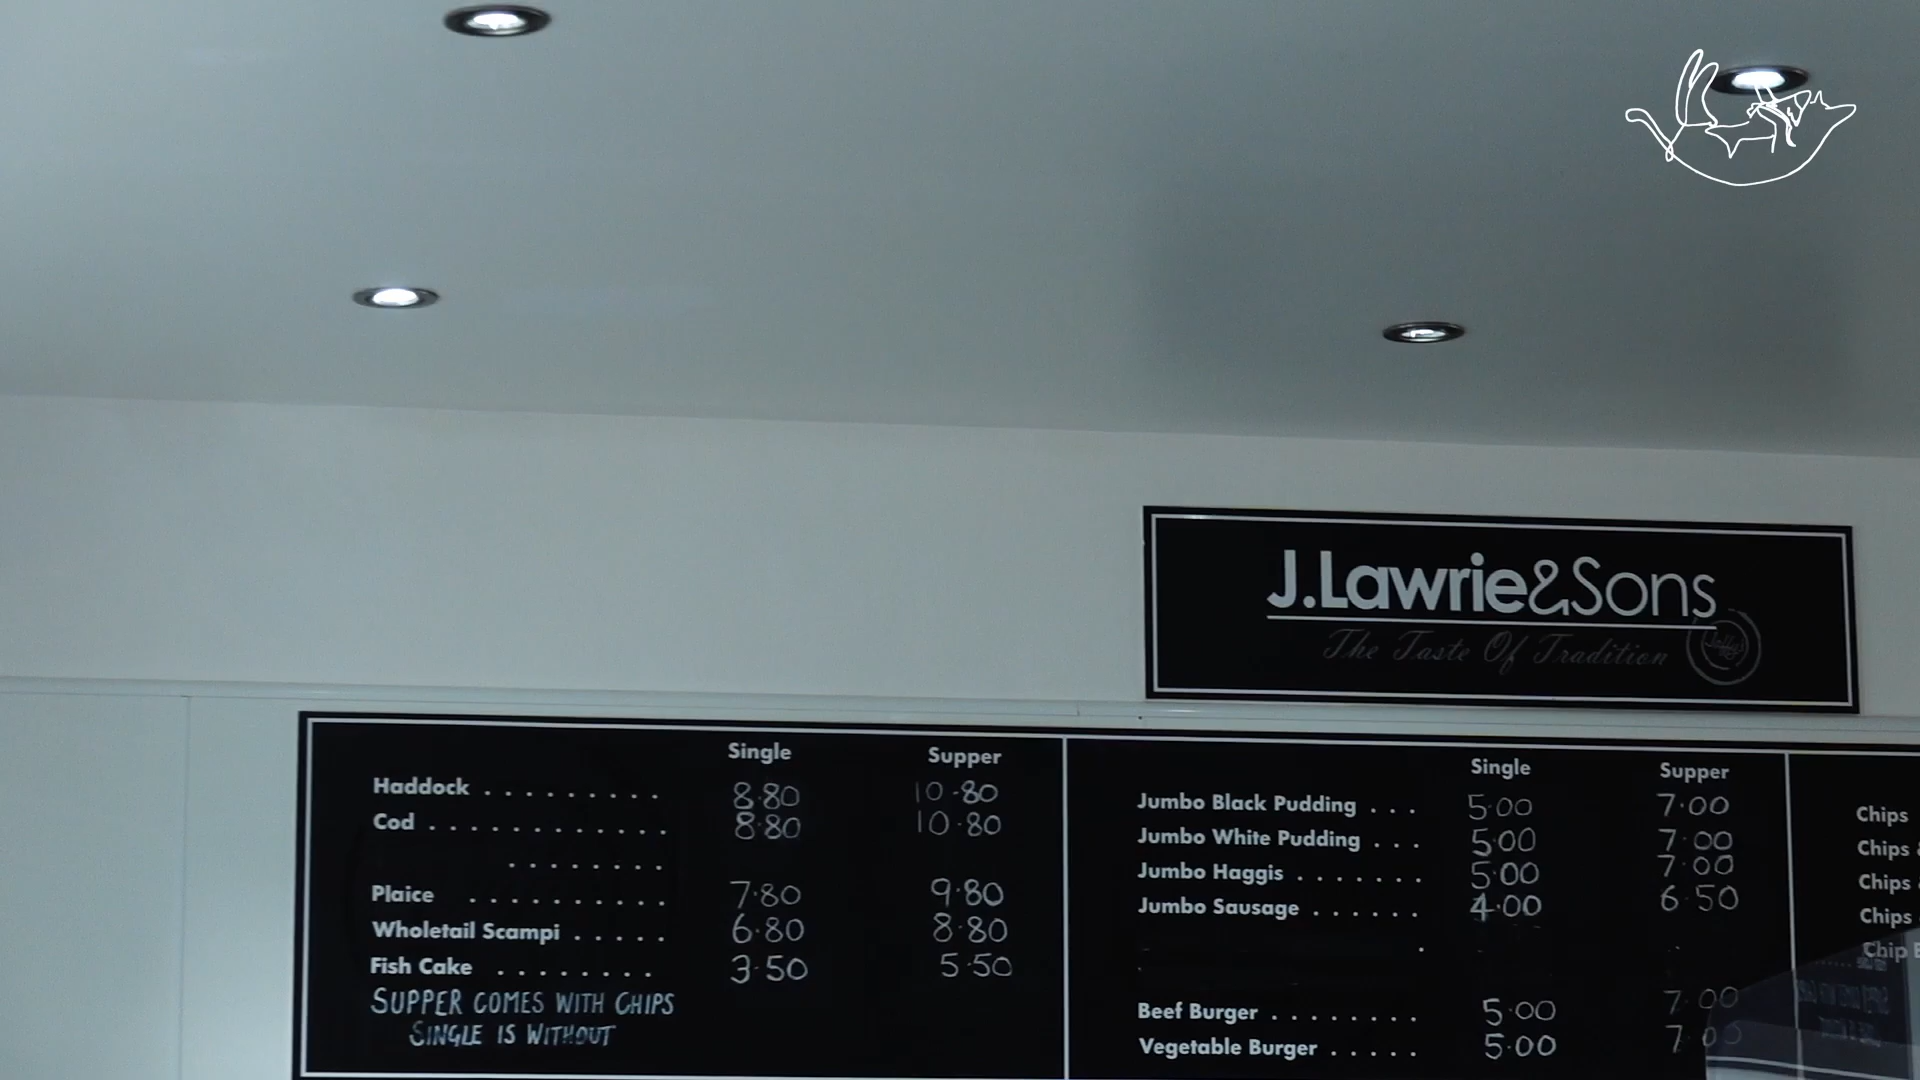 J.Lawrie&Sons
The Taste Of Tradition
Single Supper
Haddock . . . . . . . . . 8.80 10.80
Cod . . . . . . . . . . . . 8.80 10.80
. . . . . . . .
Plaice . . . . . . . . . . 7.80 9.80
Wholetail Scampi . . . . . 6.80 8.80
Fish Cake . . . . . . . . 3.50 5.50
SUPPER COMES WITH CHIPS
SINGLE IS WITHOUT
Single Supper
Jumbo Black Pudding . . . 5.00 7.00
Jumbo White Pudding . . . 5.00 7.00
Jumbo Haggis . . . . . . . 5.00 7.00
Jumbo Sausage . . . . . . 4.00 6.50
Beef Burger . . . . . . . . 5.00 7.00
Vegetable Burger . . . . . 5.00 7.00
Chips
Chips &
Chips
Chips
Chip